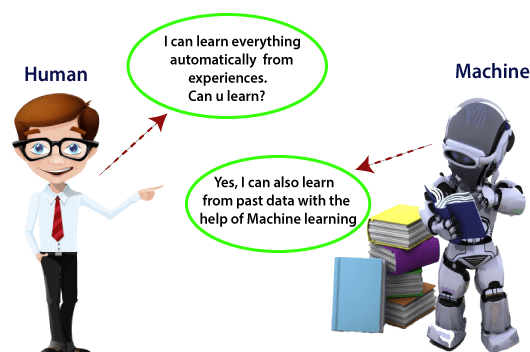 Human
I can learn everything
automatically from
experiences.
Can u learn?
Machine
Yes, I can also learn
from past data with the
help of Machine learning